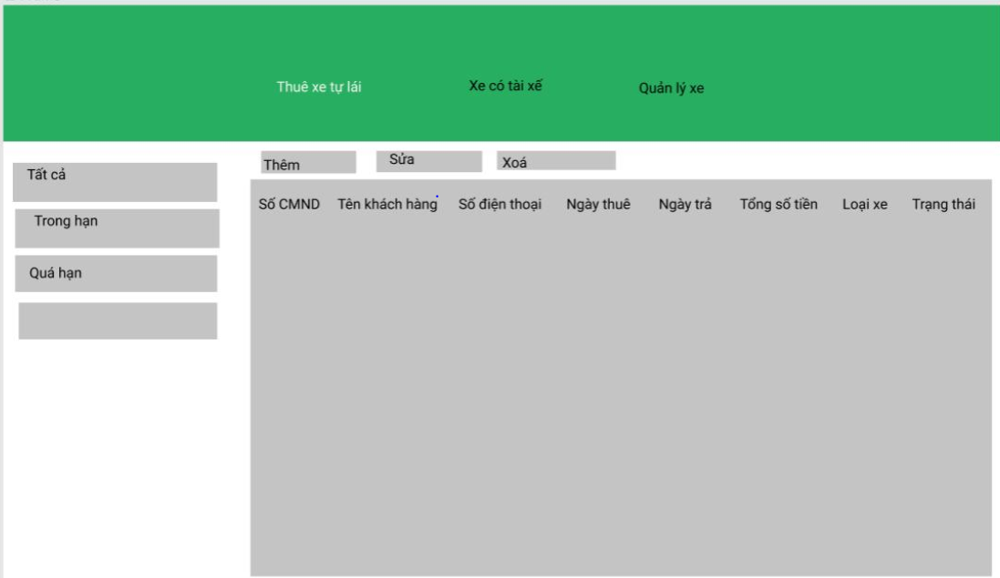 Thuê xe tự lái Xe có tài xế Quản lý xe
Thêm Sửa Xoá
Tất cả
Trong hạn
Quá hạn
Số CMND Tên khách hàng Số điện thoại Ngày thuê Ngày trả Tổng số tiền Loại xe Trạng thái